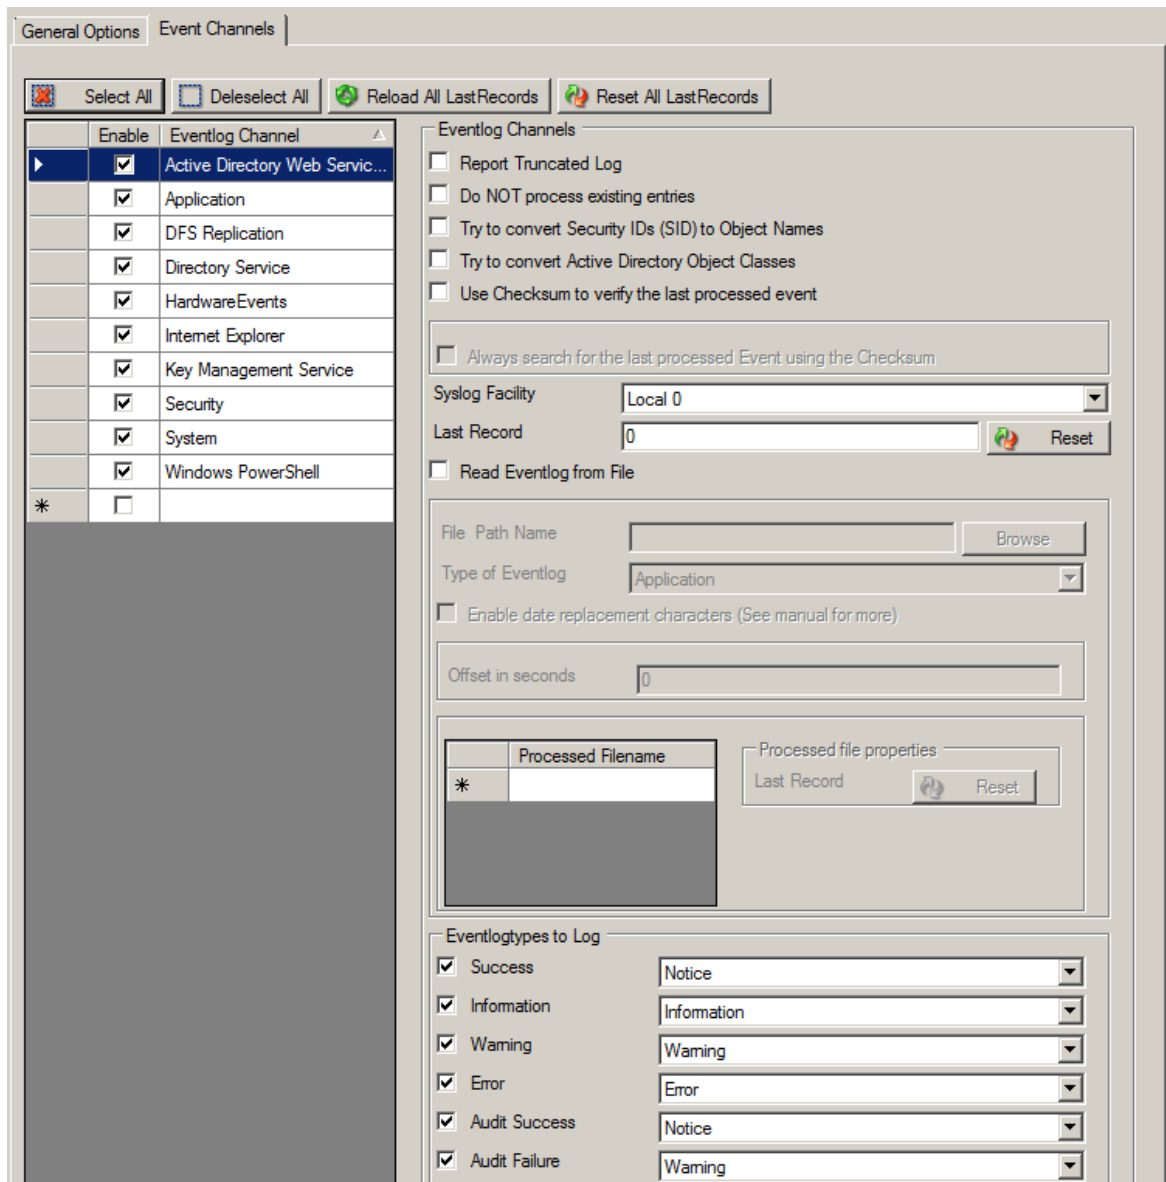 General Options Event Channels
Select All Deleselect All Reload All LastRecords Reset All LastRecords
Enable Eventlog Channel
Active Directory Web Servic...
Application
DFS Replication
Directory Service
HardwareEvents
Internet Explorer
Key Management Service
Security
System
Windows PowerShell
Eventlog Channels
Report Truncated Log
Do NOT process existing entries
Try to convert Security IDs (SID) to Object Names
Try to convert Active Directory Object Classes
Use Checksum to verify the last processed event
Always search for the last processed Event using the Checksum
Syslog Facility Local 0
Last Record 0 Reset
Read Eventlog from File
File Path Name Browse
Type of Eventlog Application
Enable date replacement characters (See manual for more)
Offset in seconds 0
Processed Filename
Processed file properties
Last Record Reset
Eventlogtypes to Log
Success Notice
Information Information
Warning Warning
Error Error
Audit Success Notice
Audit Failure Warning